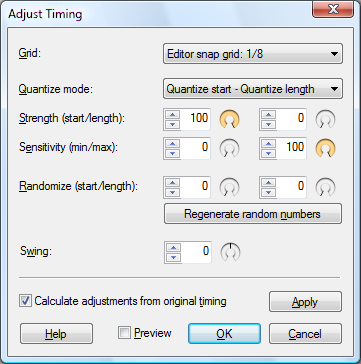 Adjust Timing
Grid: Editor snap grid: 1/8
Quantize mode: Quantize start - Quantize length
Strength (start/length): 100 0
Sensitivity (min/max): 0 100
Randomize (start/length): 0 0
Regenerate random numbers
Swing: 0
Calculate adjustments from original timing Apply
Help Preview OK Cancel